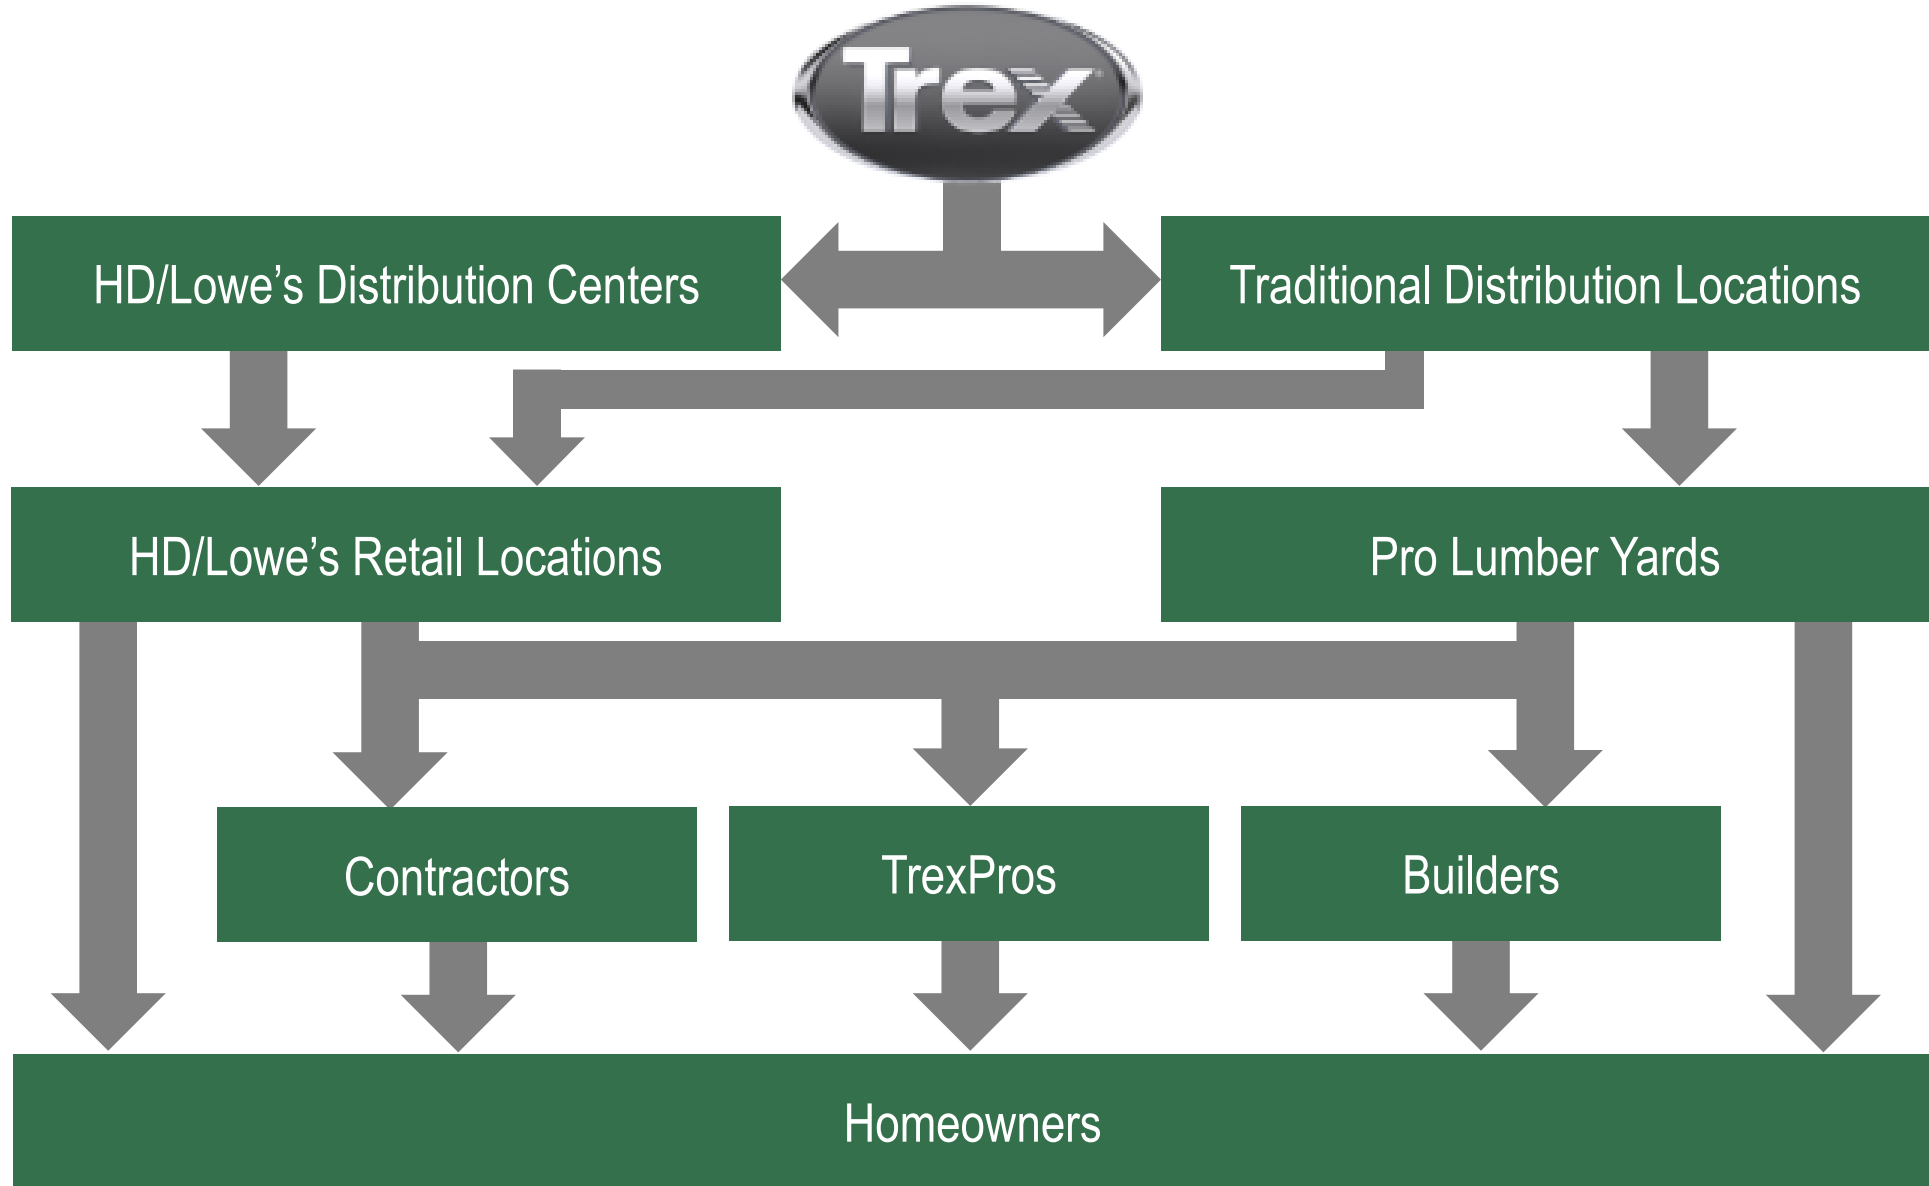 Trex
HD/Lowe’s Distribution Centers
Traditional Distribution Locations
HD/Lowe’s Retail Locations
Pro Lumber Yards
Contractors
TrexPros
Builders
Homeowners